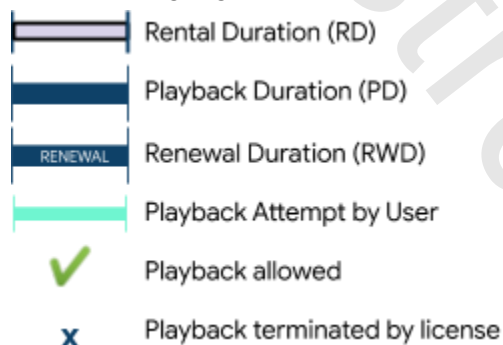 Rental Duration (RD)
Playback Duration (PD)
RENEWAL Renewal Duration (RWD)
Playback Attempt by User
Playback allowed
x Playback terminated by license